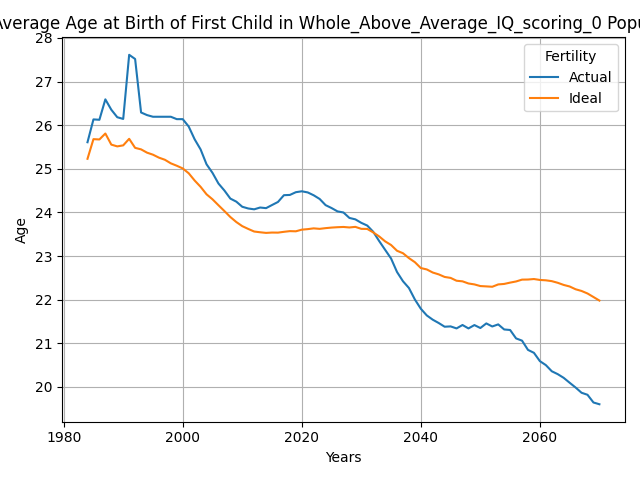 Average Age at Birth of First Child in Whole_Above_Average_IQ_scoring_0
28
27
26
25
24
23
22
21
20
Age
Fertility
Actual
Ideal
1980
2000
2020
2040
2060
Years